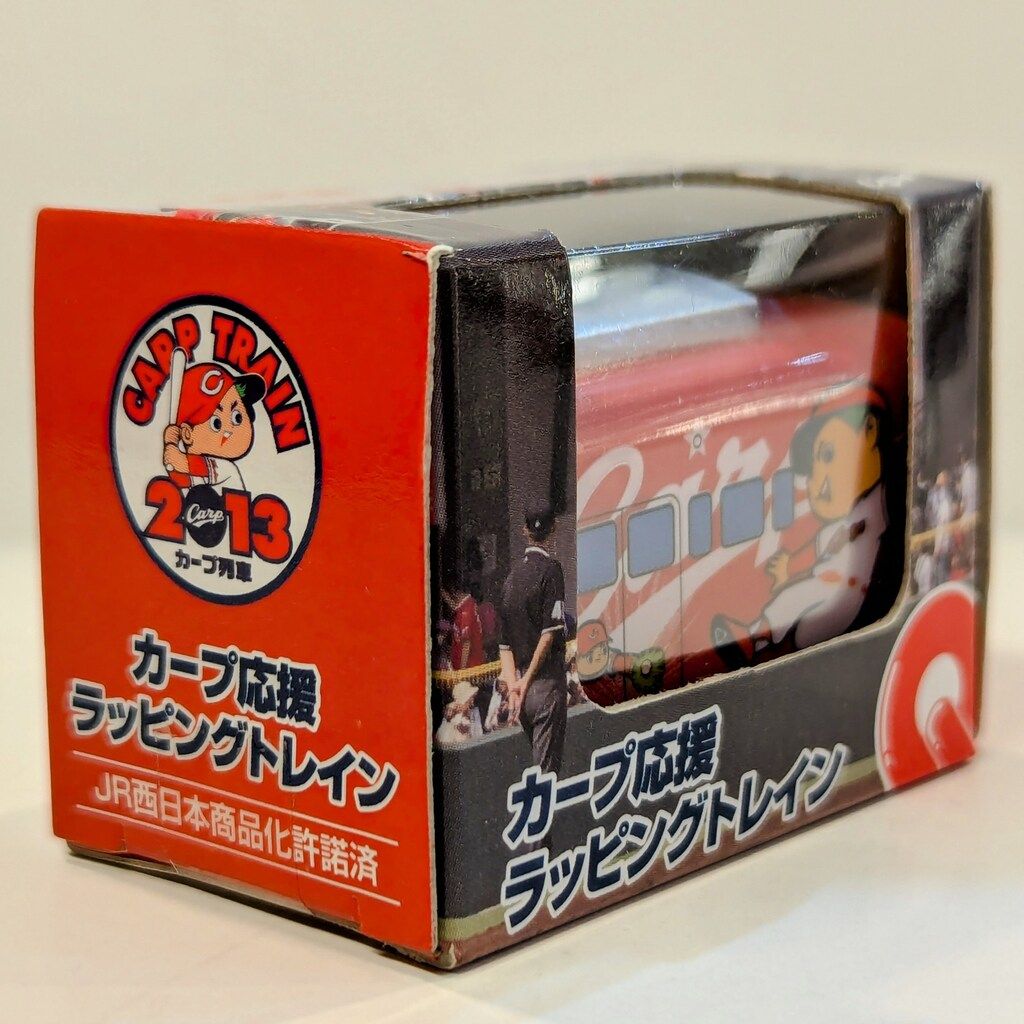 CARP TRAIN
2013
Carp
カープ列車
カープ応援
ラッピングトレイン
JR西日本商品化許諾済
Carp
カープ応援
ラッピングトレイン
Q